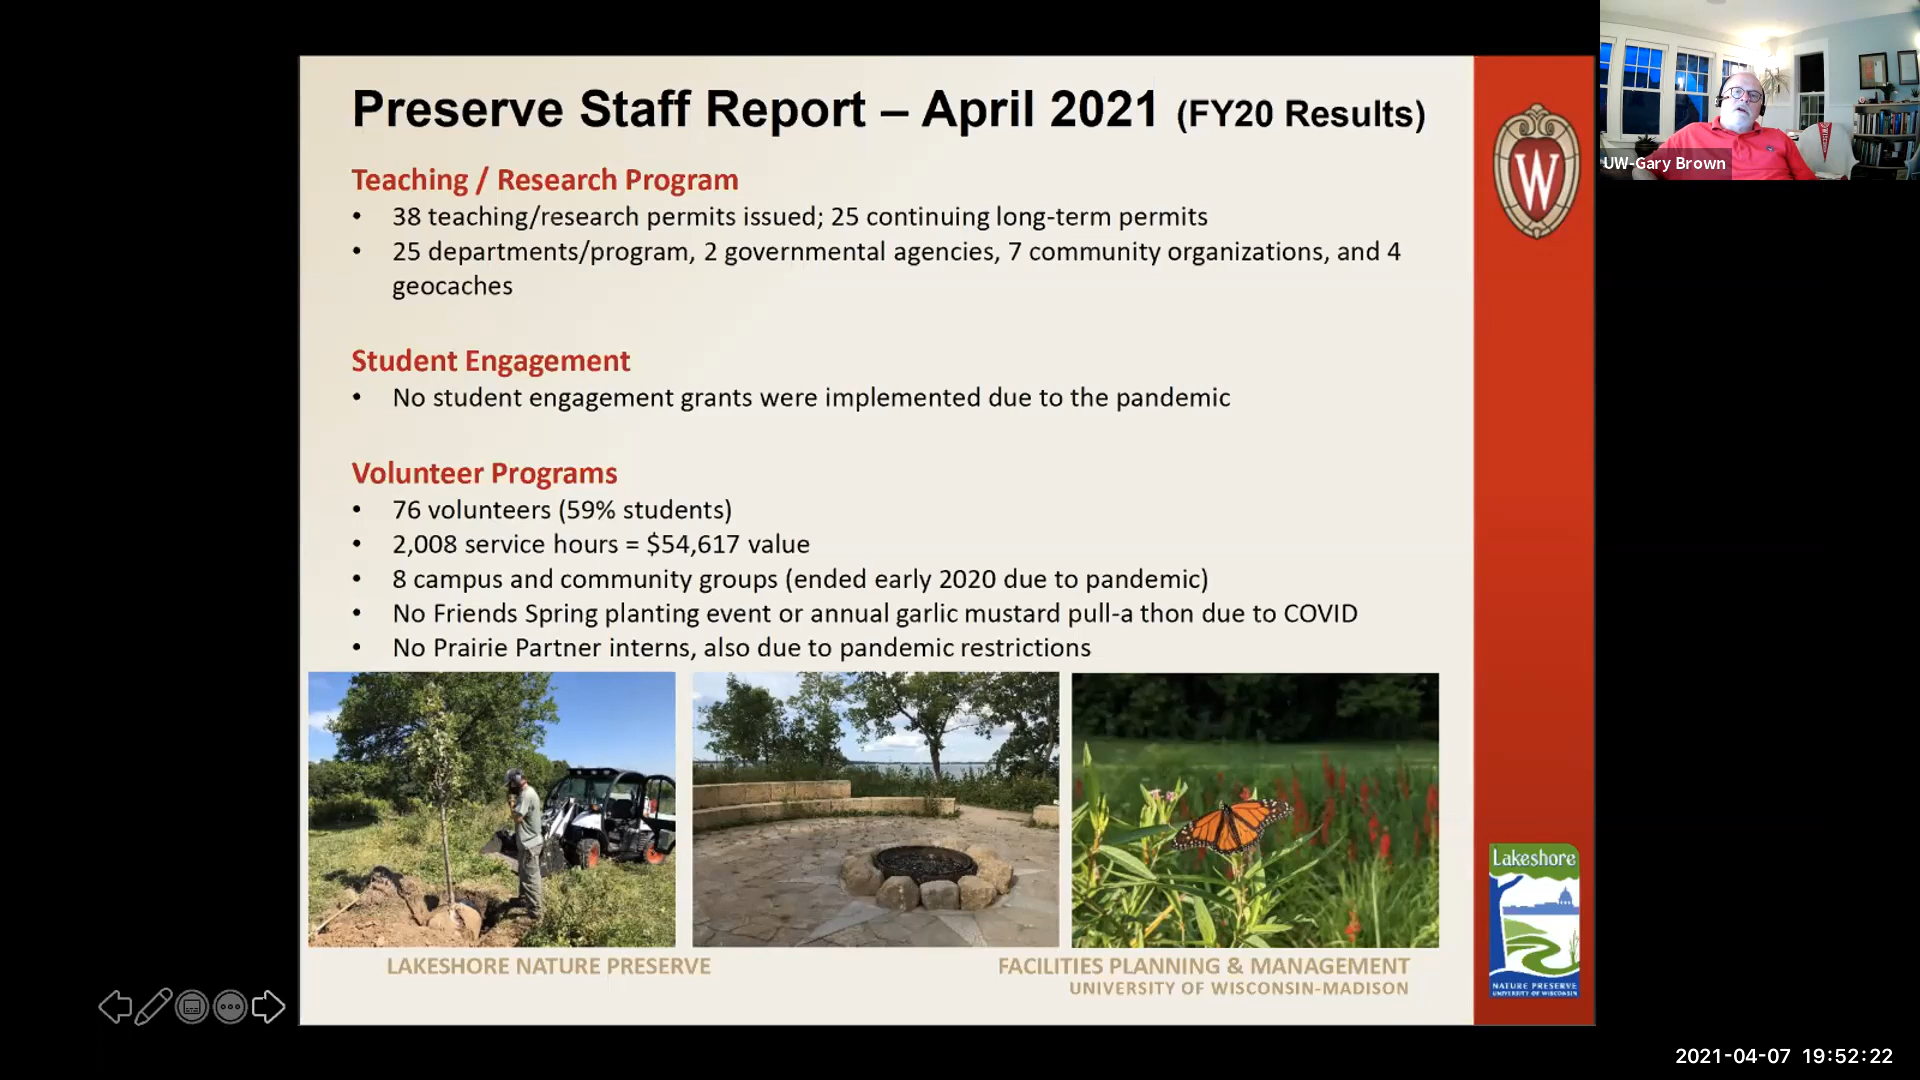 Preserve Staff Report – April 2021 (FY20 Results)
Teaching / Research Program
• 38 teaching/research permits issued; 25 continuing long-term permits
• 25 departments/program, 2 governmental agencies, 7 community organizations, and 4
geocaches
Student Engagement
• No student engagement grants were implemented due to the pandemic
Volunteer Programs
• 76 volunteers (59% students)
• 2,008 service hours = $54,617 value
• 8 campus and community groups (ended early 2020 due to pandemic)
• No Friends Spring planting event or annual garlic mustard pull-a thon due to COVID
• No Prairie Partner interns, also due to pandemic restrictions
LAKESHORE NATURE PRESERVE
FACILITIES PLANNING & MANAGEMENT
UNIVERSITY OF WISCONSIN-MADISON
W
Lakeshore
NATURE PRESERVE
UNIVERSITY OF WISCONSIN
UW-Gary Brown
2021-04-07 19:52:22